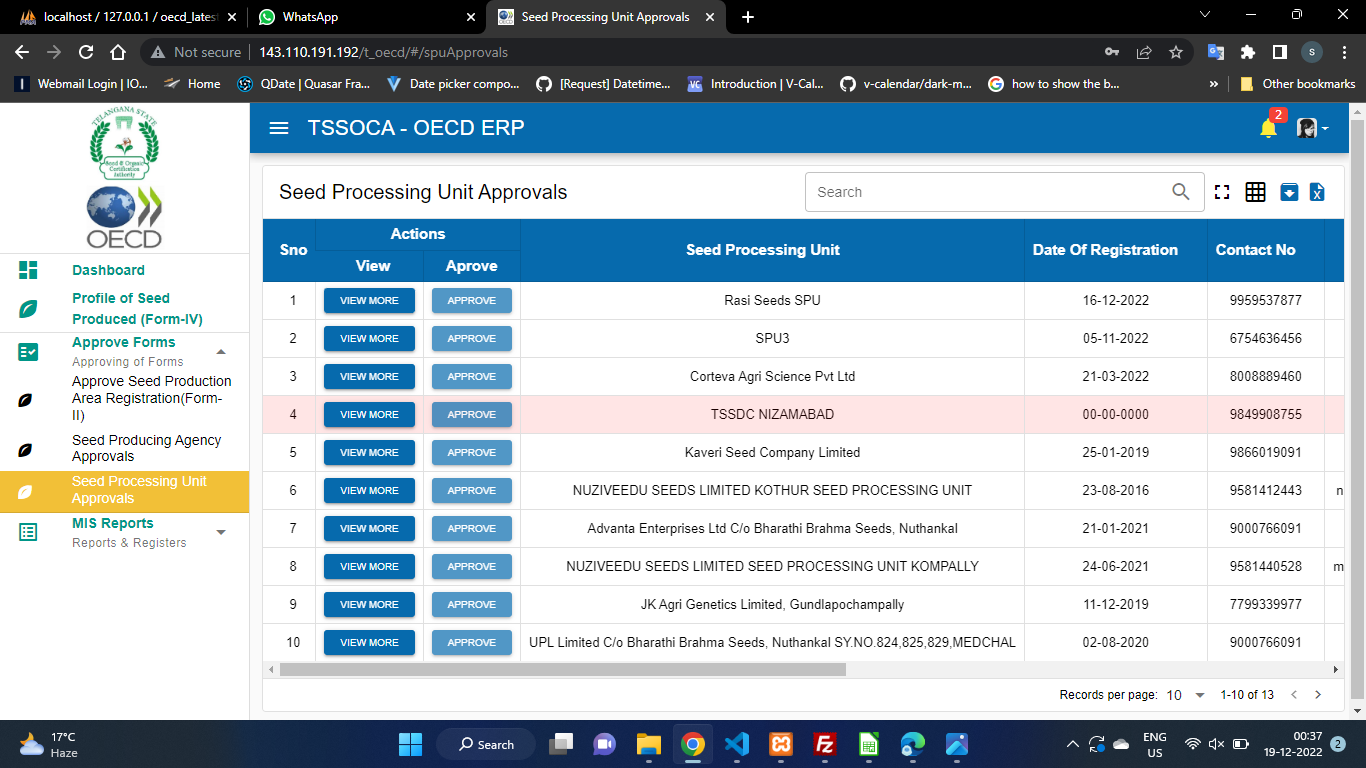 localhost / 127.0.0.1 / oecd_latest
WhatsApp
Seed Processing Unit Approvals
Not secure
143.110.191.192/t_oecd/#/spuApprovals
S
Webmail Login | IO...
Home
QDate | Quasar Fra...
Date picker compo...
[Request] Datetime...
VC
Introduction | V-Cal...
v-calendar/dark-m...
how to show the b...
»
Other bookmarks
TELANGANA STATE
Seed & Organic
Certification
Authority
OECD
TSSOCA - OECD ERP
2
Dashboard
Profile of Seed
Produced (Form-IV)
Approve Forms
Approving of Forms
Approve Seed Production
Area Registration(Form-
II)
Seed Producing Agency
Approvals
Seed Processing Unit
Approvals
MIS Reports
Reports & Registers
Seed Processing Unit Approvals
Search
Sno Actions Seed Processing Unit Date Of Registration Contact No
View Aprove
1 VIEW MORE APPROVE Rasi Seeds SPU 16-12-2022 9959537877
2 VIEW MORE APPROVE SPU3 05-11-2022 6754636456
3 VIEW MORE APPROVE Corteva Agri Science Pvt Ltd 21-03-2022 8008889460
4 VIEW MORE APPROVE TSSDC NIZAMABAD 00-00-0000 9849908755
5 VIEW MORE APPROVE Kaveri Seed Company Limited 25-01-2019 9866019091
6 VIEW MORE APPROVE NUZIVEEDU SEEDS LIMITED KOTHUR SEED PROCESSING UNIT 23-08-2016 9581412443 n
7 VIEW MORE APPROVE Advanta Enterprises Ltd C/o Bharathi Brahma Seeds, Nuthankal 21-01-2021 9000766091
8 VIEW MORE APPROVE NUZIVEEDU SEEDS LIMITED SEED PROCESSING UNIT KOMPALLY 24-06-2021 9581440528 m
9 VIEW MORE APPROVE JK Agri Genetics Limited, Gundlapochampally 11-12-2019 7799339977
10 VIEW MORE APPROVE UPL Limited C/o Bharathi Brahma Seeds, Nuthankal SY.NO.824,825,829,MEDCHAL 02-08-2020 9000766091
Records per page: 10 1-10 of 13
17°C
Haze
Search
ENG
US
00:37
19-12-2022
2